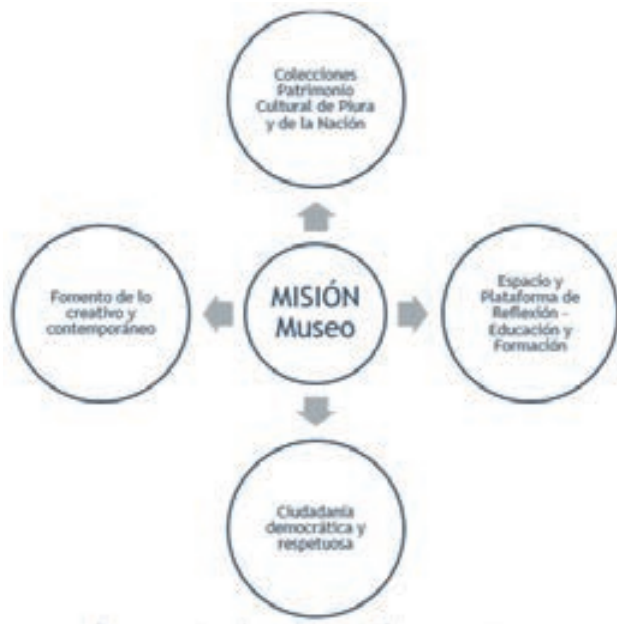 Colecciones
Patrimonio
Cultural de Piura
y de la Nación
Fomento de lo
creativo y
contemporáneo
MISIÓN
Museo
Espacio y
Plataforma de
Reflexión -
Educación y
Formación
Ciudadanía
democrática y
respetuosa